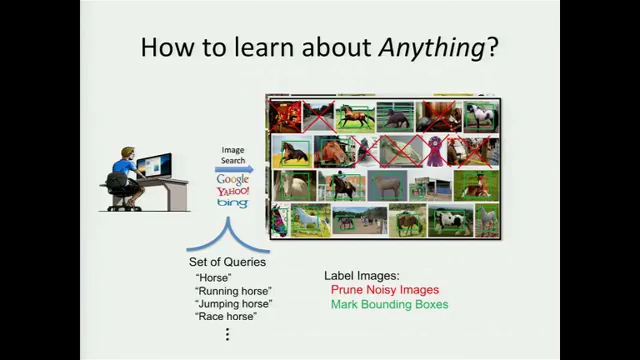 How to learn about Anything?
Image
Search
Google
YAHOO!
bing
Set of Queries
"Horse"
"Running horse"
"Jumping horse"
"Race horse"
Label Images:
Prune Noisy Images
Mark Bounding Boxes